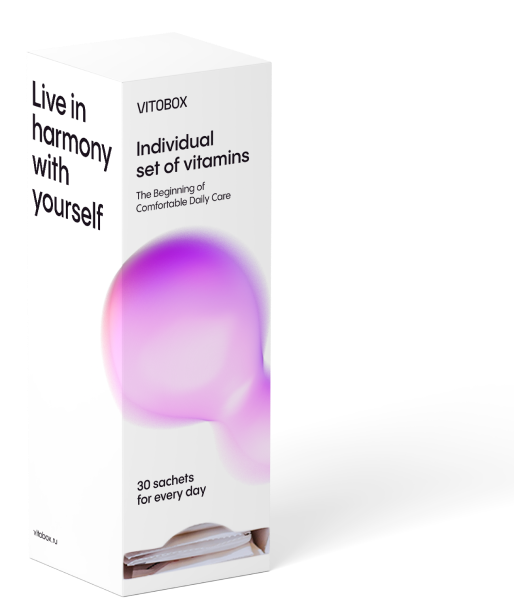 Live in
harmony
with
yourself
vitobox.ru
VITOBOX
Individual
set of vitamins
The Beginning of
Comfortable Daily Care
30 sachets
for every day